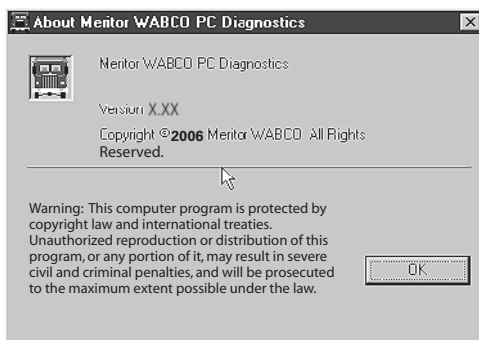 About Meritor WABCO PC Diagnostics
Meritor WABCO PC Diagnostics
Version X.XX
Copyright ©2006 Meritor WABCO All Rights
Reserved.
Warning: This computer program is protected by
copyright law and international treaties.
Unauthorized reproduction or distribution of this
program, or any portion of it, may result in severe
civil and criminal penalties, and will be prosecuted
to the maximum extent possible under the law.
OK